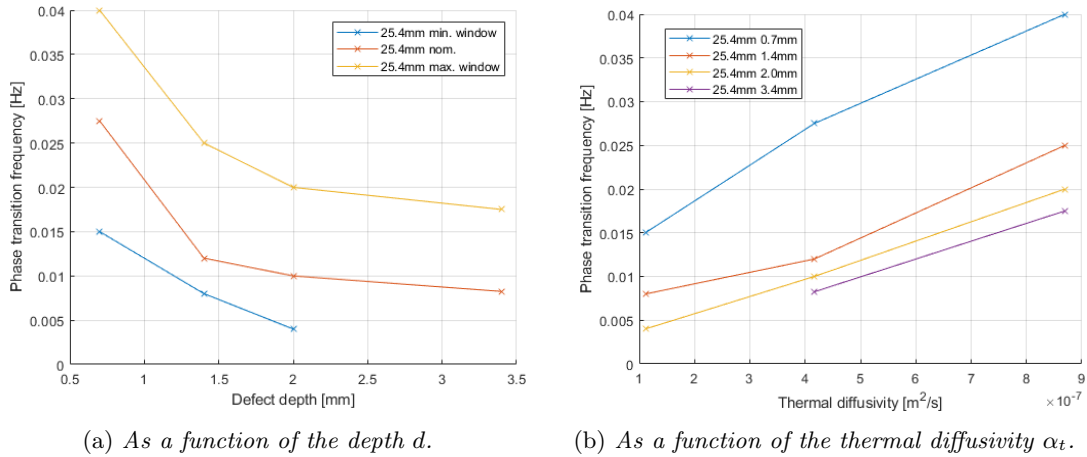 0.04
0.035
0.03
0.025
0.02
0.015
0.01
0.005
0
0.5
1
1.5
2
2.5
3
3.5
Phase transition frequency [Hz]
Defect depth [mm]
25.4mm min. window
25.4mm nom.
25.4mm max. window
(a) As a function of the depth d.
0.04
0.035
0.03
0.025
0.02
0.015
0.01
0.005
0
1
2
3
4
5
6
7
8
9
×10⁻⁷
Phase transition frequency [Hz]
Thermal diffusivity [m²/s]
25.4mm 0.7mm
25.4mm 1.4mm
25.4mm 2.0mm
25.4mm 3.4mm
(b) As a function of the thermal diffusivity αₜ.